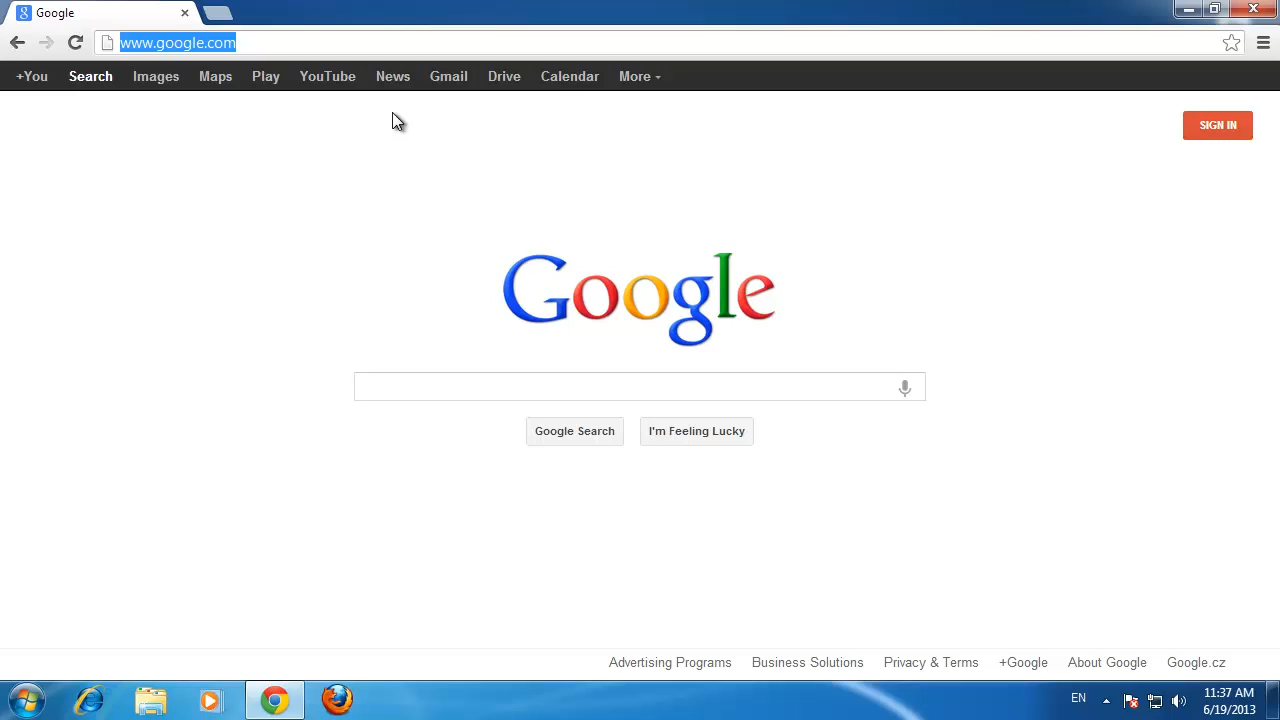 Google
www.google.com
+You Search Images Maps Play YouTube News Gmail Drive Calendar More
SIGN IN
Google
Google Search I'm Feeling Lucky
Advertising Programs Business Solutions Privacy & Terms +Google About Google Google.cz
EN 11:37 AM
6/19/2013